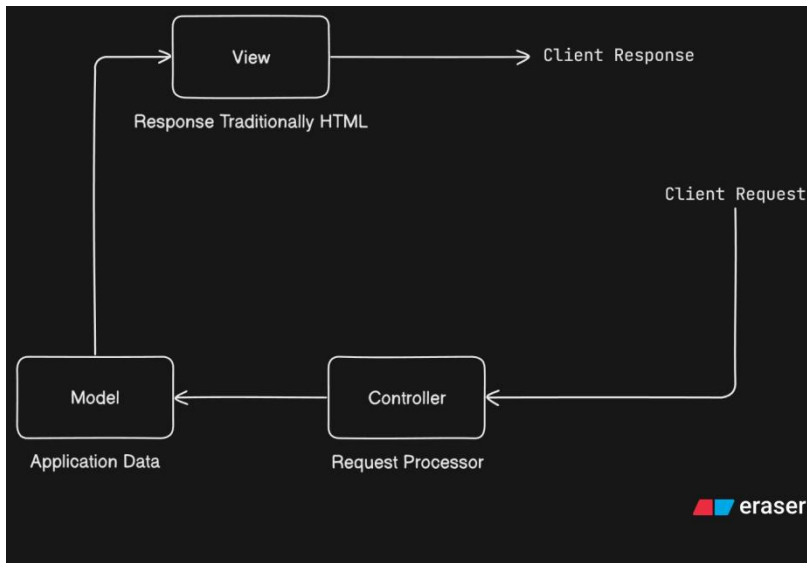 View
Client Response
Response Traditionally HTML
Client Request
Model
Controller
Application Data
Request Processor
eraser